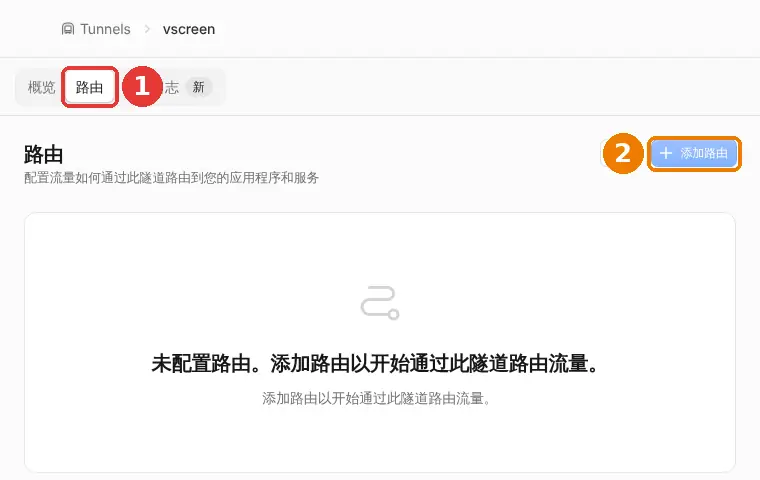 Tunnels > vscreen
概览 路由 1 志 新
路由
配置流量如何通过此隧道路由到您的应用程序和服务
2 + 添加路由
未配置路由。添加路由以开始通过此隧道路由流量。
添加路由以开始通过此隧道路由流量。